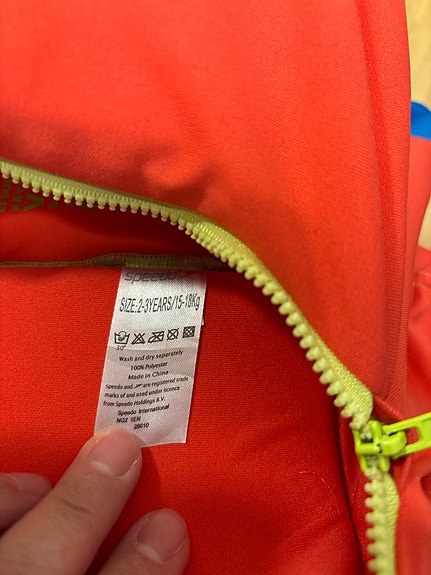 speedo
SIZE:2-3YEARS/15-18Kg
30°
Wash and dry separately
100% Polyester
Made in China
speedo and are registered trade
marks of and used under licence
from Speedo Holdings B.V.
Speedo International
NG2 1EN
28010